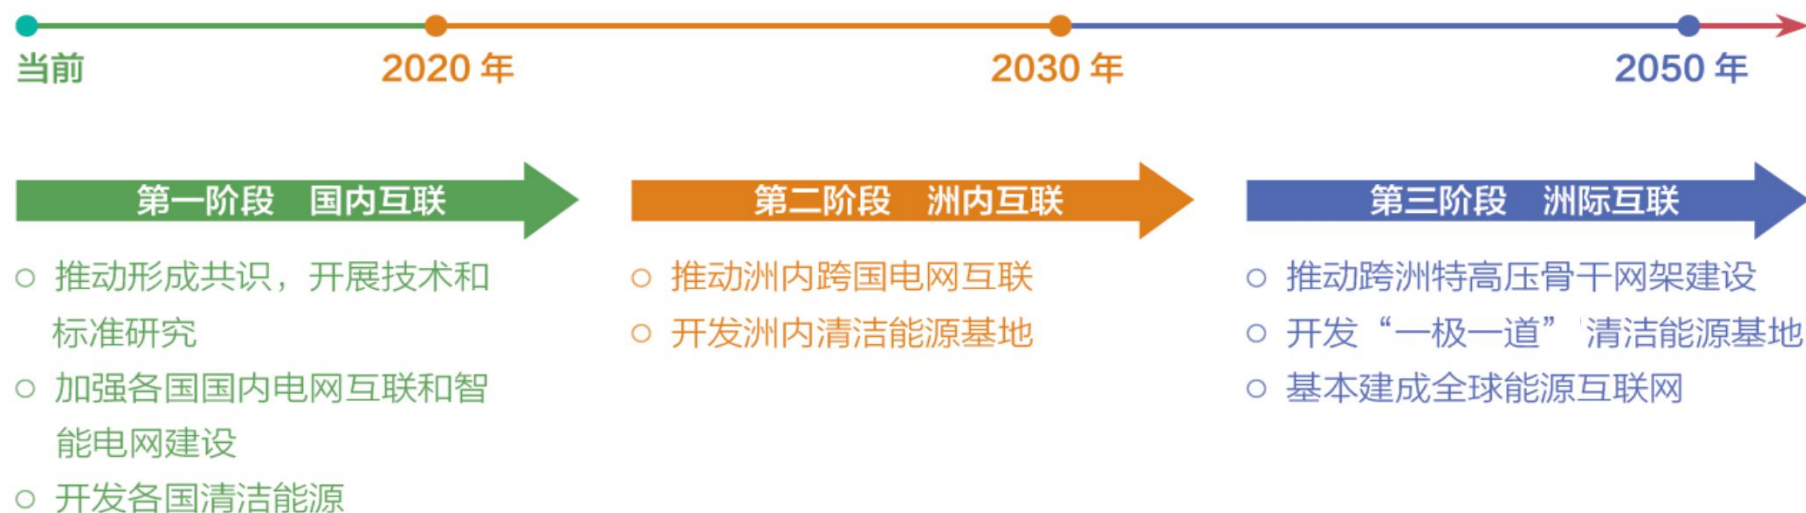 当前
2020 年
2030 年
2050 年
第一阶段 国内互联
推动形成共识，开展技术和
标准研究
加强各国国内电网互联和智
能电网建设
开发各国清洁能源
第二阶段 洲内互联
推动洲内跨国电网互联
开发洲内清洁能源基地
第三阶段 洲际互联
推动跨洲特高压骨干网架建设
开发“一极一道”清洁能源基地
基本建成全球能源互联网